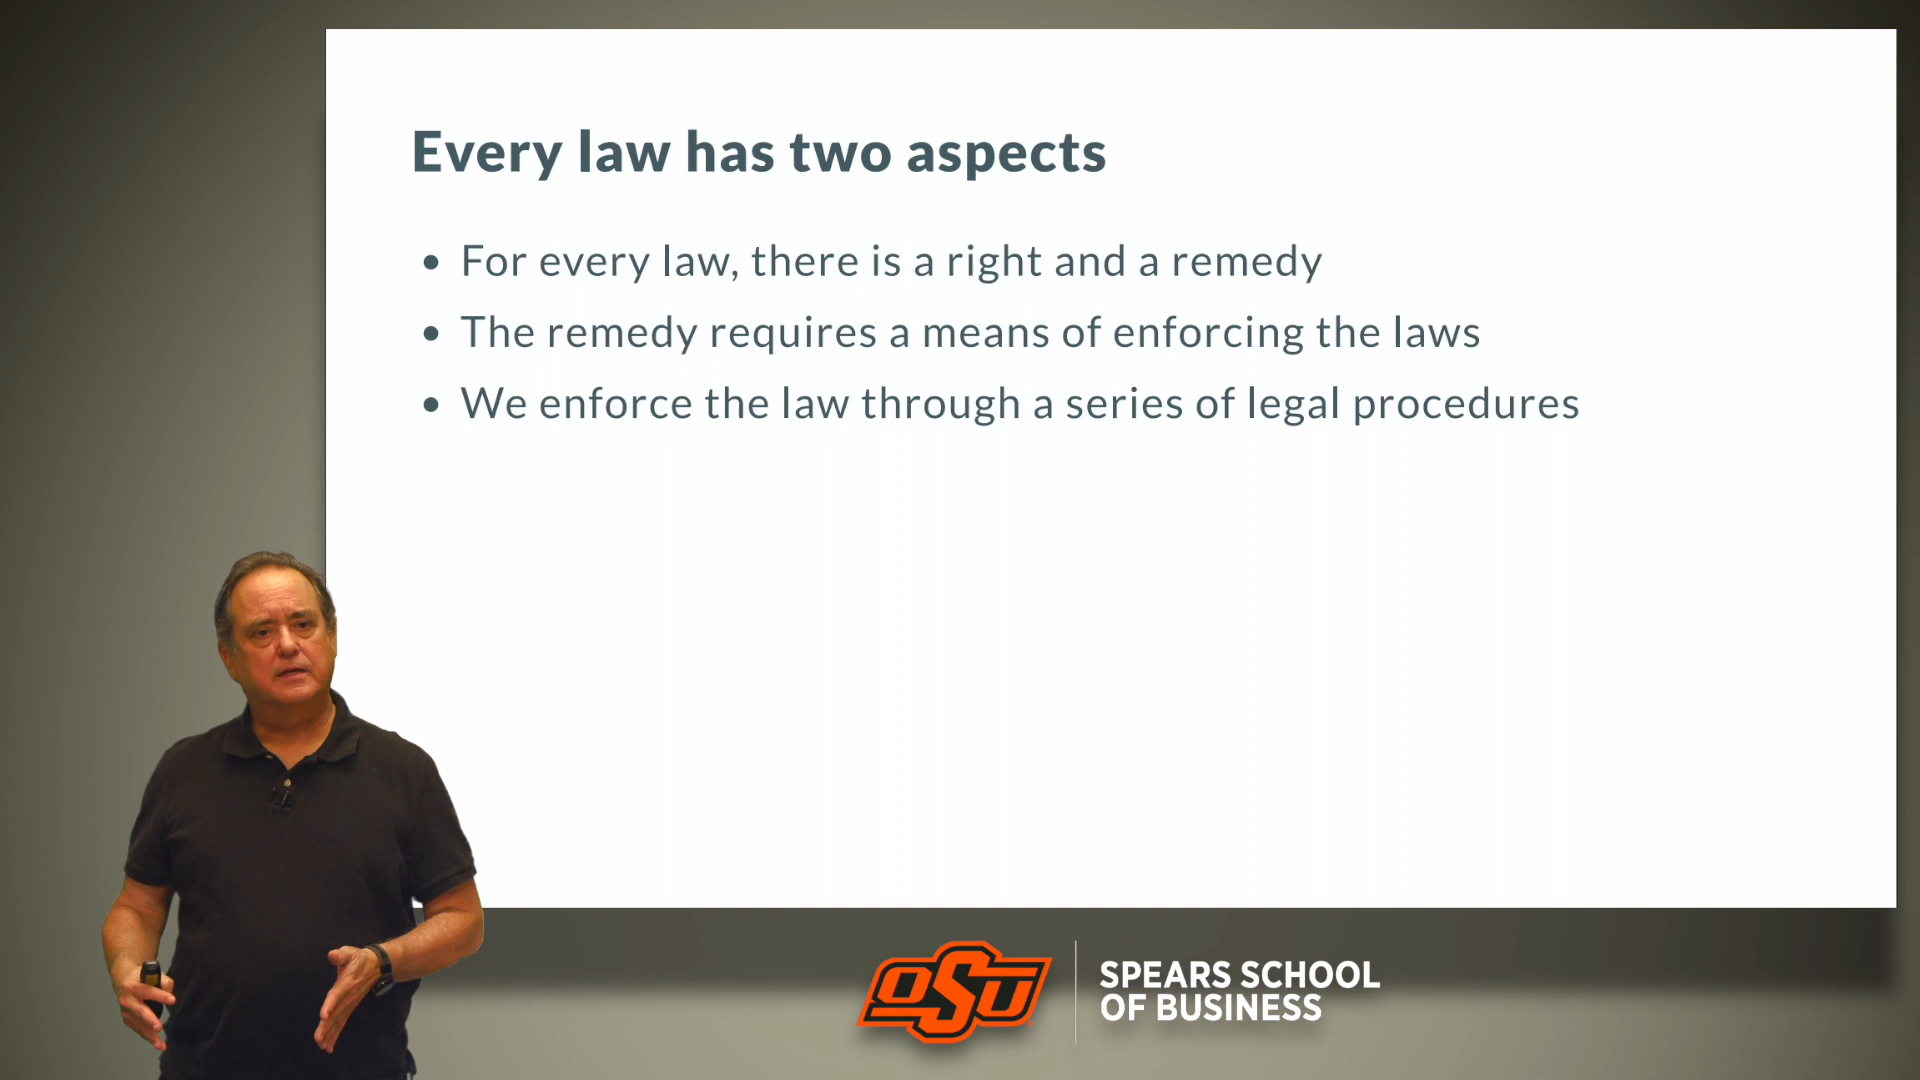 Every law has two aspects
• For every law, there is a right and a remedy
• The remedy requires a means of enforcing the laws
• We enforce the law through a series of legal procedures
OSU
SPEARS SCHOOL
OF BUSINESS